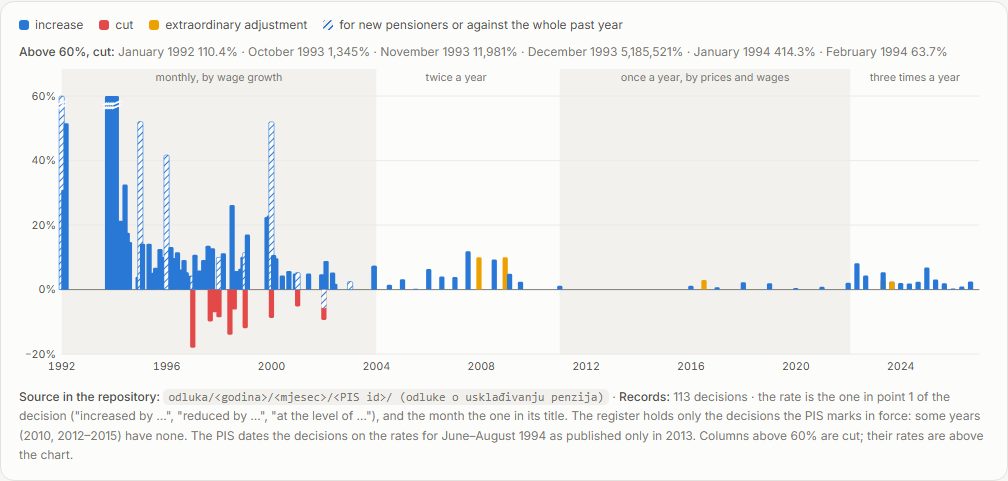 increase cut extraordinary adjustment for new pensioners or against the whole past year
Above 60%, cut: January 1992 110.4% · October 1993 1,345% · November 1993 11,981% · December 1993 5,185,521% · January 1994 414.3% · February 1994 63.7%
monthly, by wage growth twice a year once a year, by prices and wages three times a year
60%
40%
20%
0%
−20%
1992 1996 2000 2004 2008 2012 2016 2020 2024
Source in the repository: odluka/<godina>/<mjesec>/<PIS id>/ (odluke o usklađivanju penzija) · Records: 113 decisions · the rate is the one in point 1 of the
decision ("increased by ...", "reduced by ...", "at the level of ..."), and the month the one in its title. The register holds only the decisions the PIS marks in force: some years
(2010, 2012–2015) have none. The PIS dates the decisions on the rates for June–August 1994 as published only in 2013. Columns above 60% are cut; their rates are above
the chart.